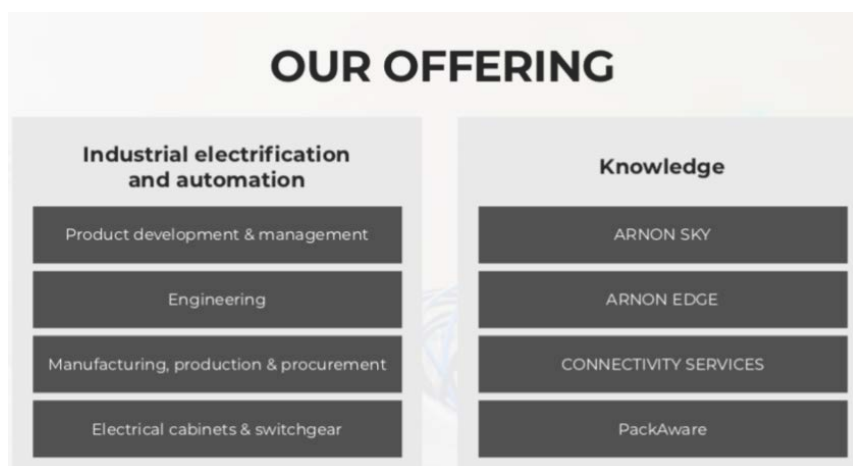 OUR OFFERING
Industrial electrification
and automation
Product development & management
Engineering
Manufacturing, production & procurement
Electrical cabinets & switchgear
Knowledge
ARNON SKY
ARNON EDGE
CONNECTIVITY SERVICES
PackAware